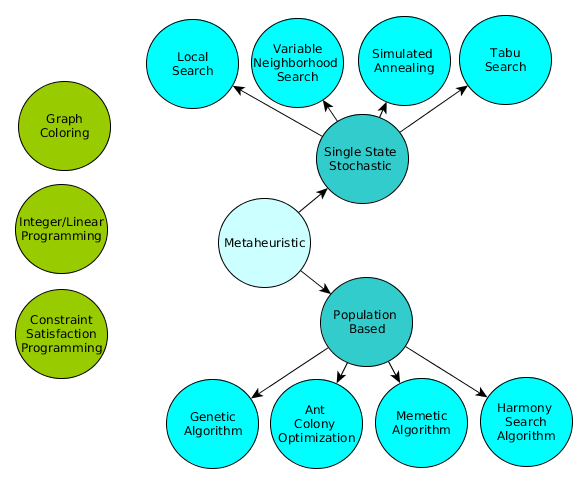 Local
Search
Variable
Neighborhood
Search
Simulated
Annealing
Tabu
Search
Graph
Coloring
Single State
Stochastic
Integer/Linear
Programming
Metaheuristic
Constraint
Satisfaction
Programming
Population
Based
Genetic
Algorithm
Ant
Colony
Optimization
Memetic
Algorithm
Harmony
Search
Algorithm